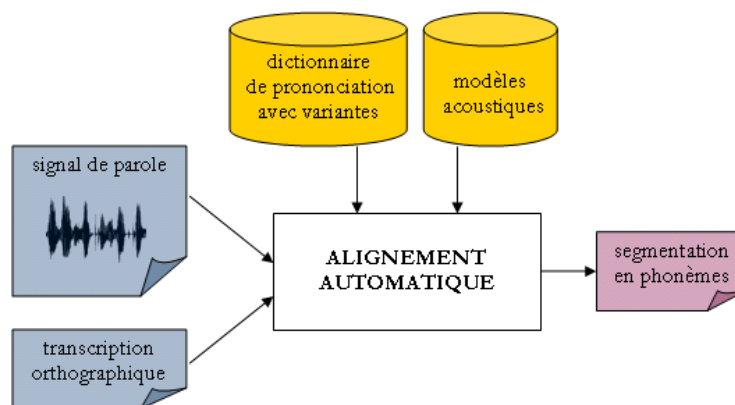 dictionnaire
de prononciation
avec variantes
modèles
acoustiques
signal de parole
ALIGNEMENT
AUTOMATIQUE
segmentation
en phonèmes
transcription
orthographique